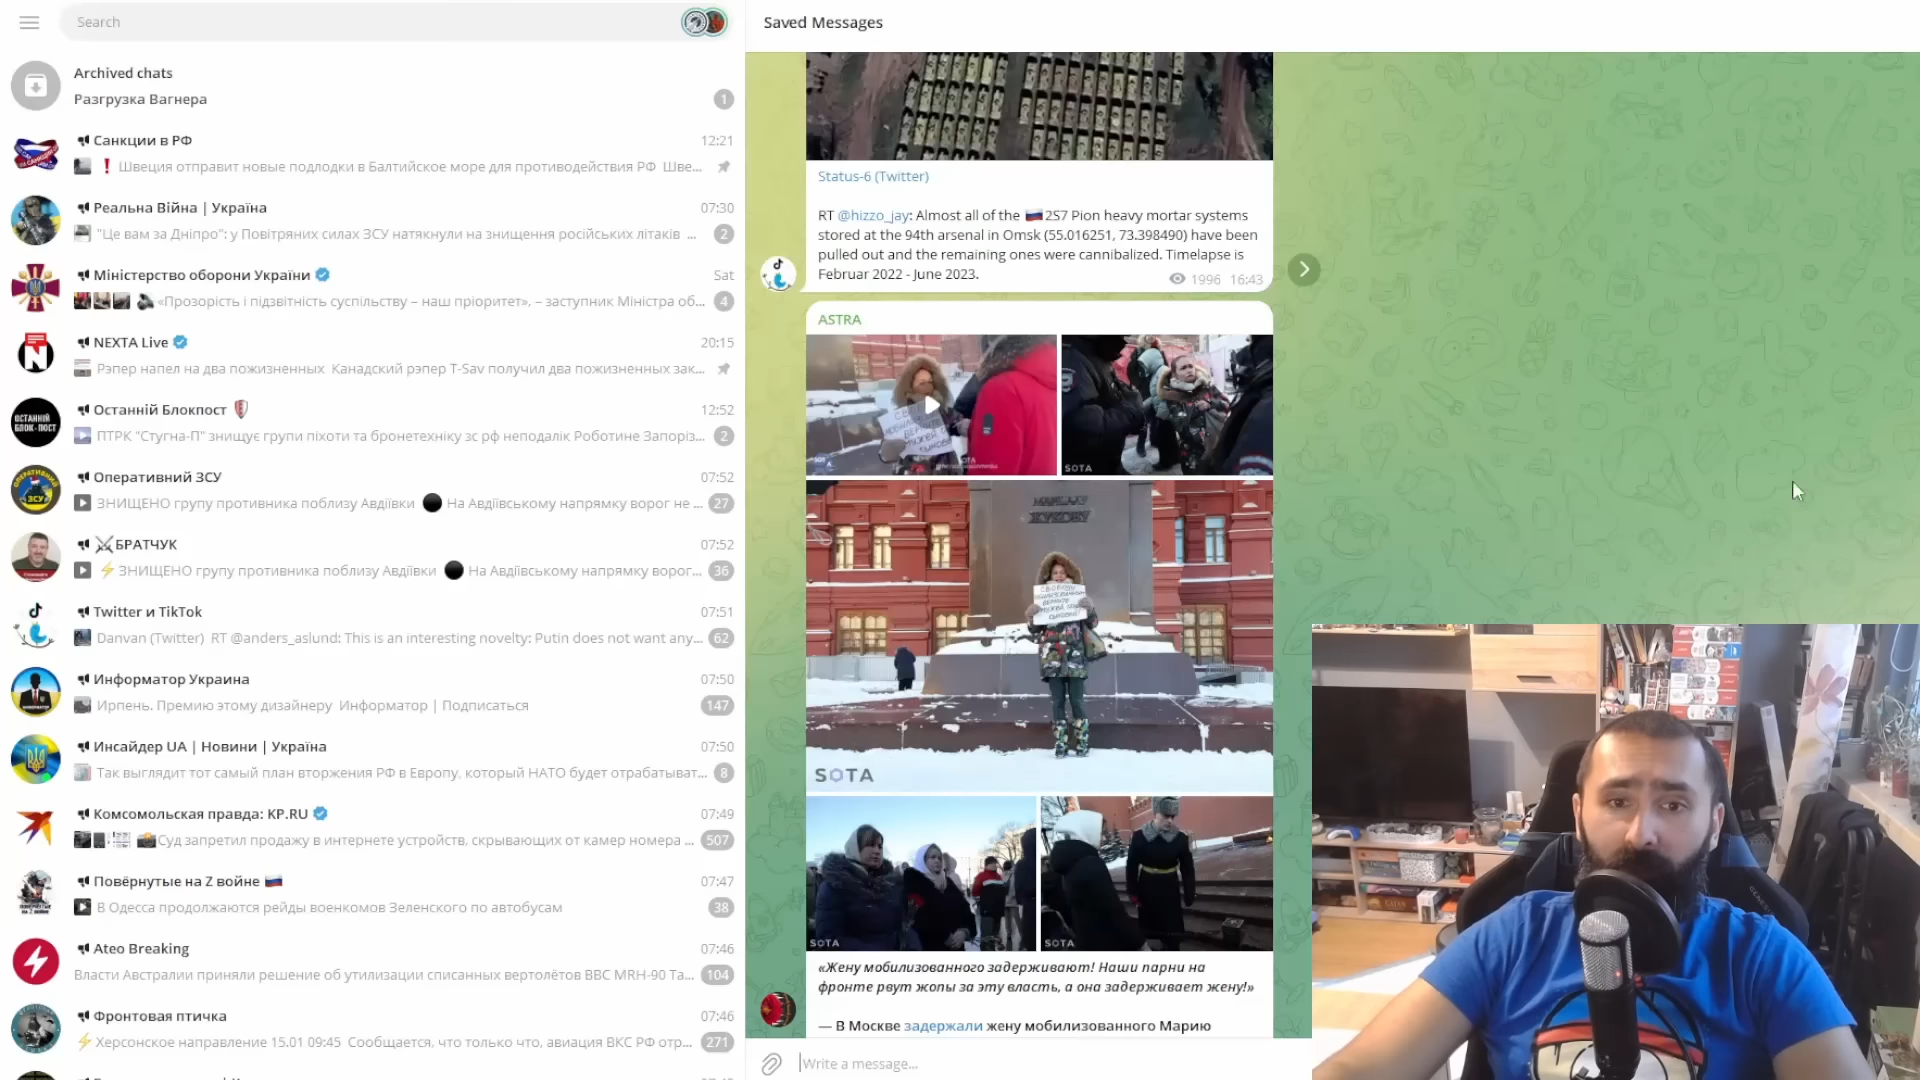 Search
Archived chats
Разгрузка Вагнера
1
Санкции в РФ
12:21
Швеция отправит новые подлодки в Балтийское море для противодействия РФ Шве...
Реальна Війна | Україна
07:30
"Це вам за Дніпро": у Повітряних силах ЗСУ натякнули на знищення російських літаків ...
2
Міністерство оборони України
Sat
«Прозорість і підзвітність суспільству – наш пріоритет», – заступник Міністра об...
4
NEXTA Live
20:15
Рэпер напел на два пожизненных Канадский рэпер T-Sav получил два пожизненных зак...
Останній Блокпост
12:52
ПТРК "Стугна-П" знищує групи піхоти та бронетехніку зс рф неподалік Роботине Запоріз...
2
Оперативний ЗСУ
07:52
ЗНИЩЕНО групу противника поблизу Авдіївки На Авдіївському напрямку ворог не ...
27
БРАТЧУК
07:52
ЗНИЩЕНО групу противника поблизу Авдіївки На Авдіївському напрямку ворог...
36
Twitter и TikTok
07:51
Danvan (Twitter) RT @anders_aslund: This is an interesting novelty: Putin does not want any...
62
Информатор Украина
07:50
Ирпень. Премию этому дизайнеру Информатор | Подписаться
147
Инсайдер UA | Новини | Україна
07:50
Так выглядит тот самый план вторжения РФ в Европу, который НАТО будет отрабатыват...
8
Комсомольская правда: KP.RU
07:49
Суд запретил продажу в интернете устройств, скрывающих от камер номера ...
507
Повёрнутые на Z войне
07:47
В Одесса продолжаются рейды военкомов Зеленского по автобусам
38
Ateo Breaking
07:46
Власти Австралии приняли решение об утилизации списанных вертолётов ВВС MRH-90 Та...
104
Фронтовая птичка
07:46
Херсонское направление 15.01 09:45 Сообщается, что только что, авиация ВКС РФ отр...
271
ОСТАННІЙ
БЛОК-ПОСТ
ЗСУ
Saved Messages
Status-6 (Twitter)
RT @hizzo_jay: Almost all of the 2S7 Pion heavy mortar systems
stored at the 94th arsenal in Omsk (55.016251, 73.398490) have been
pulled out and the remaining ones were cannibalized. Timelapse is
Februar 2022 - June 2023.
1996 16:43
ASTRA
SOTA
ЖУКОВУ
SOTA
SOTA
SOTA
«Жену мобилизованного задерживают! Наши парни на
фронте рвут жопы за эту власть, а она задерживает жену!»
— В Москве задержали жену мобилизованного Марию
Write a message...